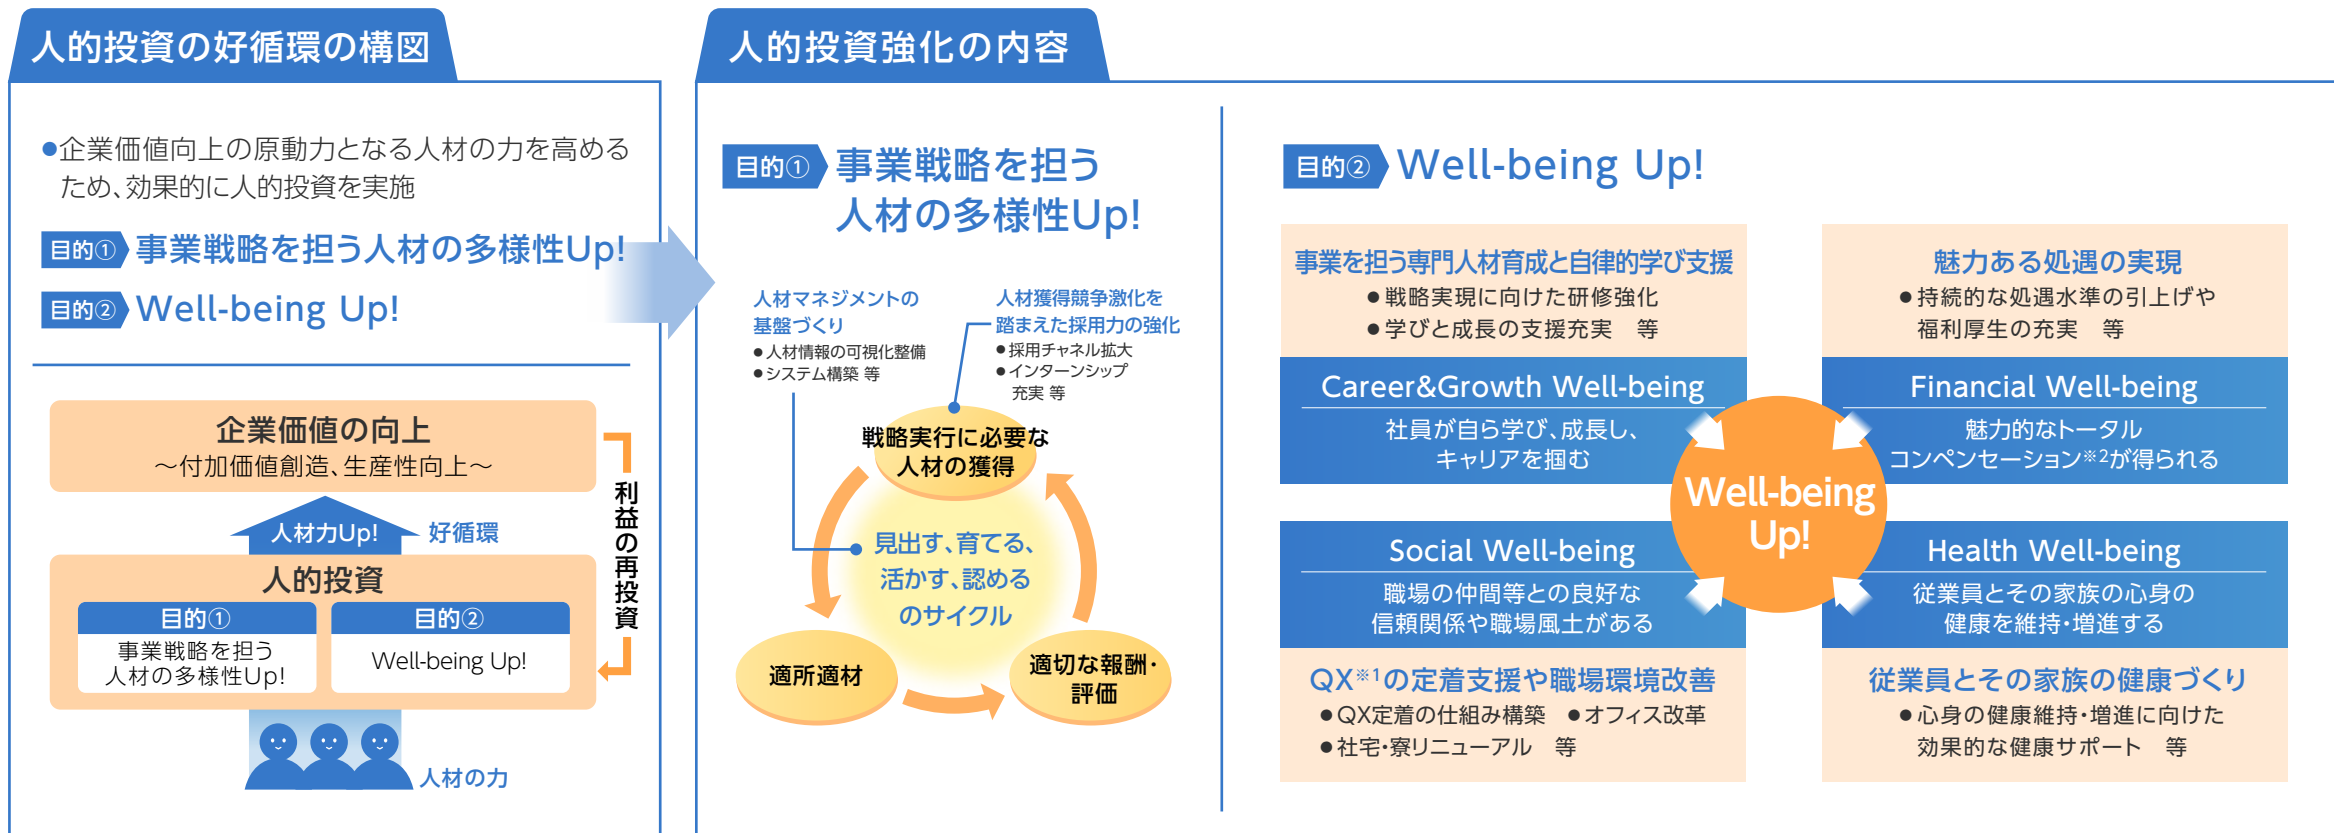 人的投資の好循環の構図
●企業価値向上の原動力となる人材の力を高める
ため、効果的に人的投資を実施
目的① 事業戦略を担う人材の多様性Up!
目的② Well-being Up!
企業価値の向上
～付加価値創造、生産性向上～
人材力Up!
好循環
利益の再投資
人的投資
目的①
事業戦略を担う
人材の多様性Up!
目的②
Well-being Up!
人材の力
人的投資強化の内容
目的① 事業戦略を担う
人材の多様性Up!
人材マネジメントの
基盤づくり
●人材情報の可視化整備
●システム構築 等
人材獲得競争激化を
踏まえた採用力の強化
●採用チャネル拡大
●インターンシップ
充実 等
戦略実行に必要な
人材の獲得
見出す、育てる、
活かす、認める
のサイクル
適所適材
適切な報酬・
評価
目的② Well-being Up!
事業を担う専門人材育成と自律的学び支援
●戦略実現に向けた研修強化
●学びと成長の支援充実　等
Career&Growth Well-being
社員が自ら学び、成長し、
キャリアを掴む
魅力ある処遇の実現
●持続的な処遇水準の引上げや
福利厚生の充実　等
Financial Well-being
魅力的なトータル
コンペンセーション※2が得られる
Well-being
Up!
Social Well-being
職場の仲間等との良好な
信頼関係や職場風土がある
QX※1の定着支援や職場環境改善
●QX定着の仕組み構築　●オフィス改革
●社宅・寮リニューアル　等
Health Well-being
従業員とその家族の心身の
健康を維持・増進する
従業員とその家族の健康づくり
●心身の健康維持・増進に向けた
効果的な健康サポート　等